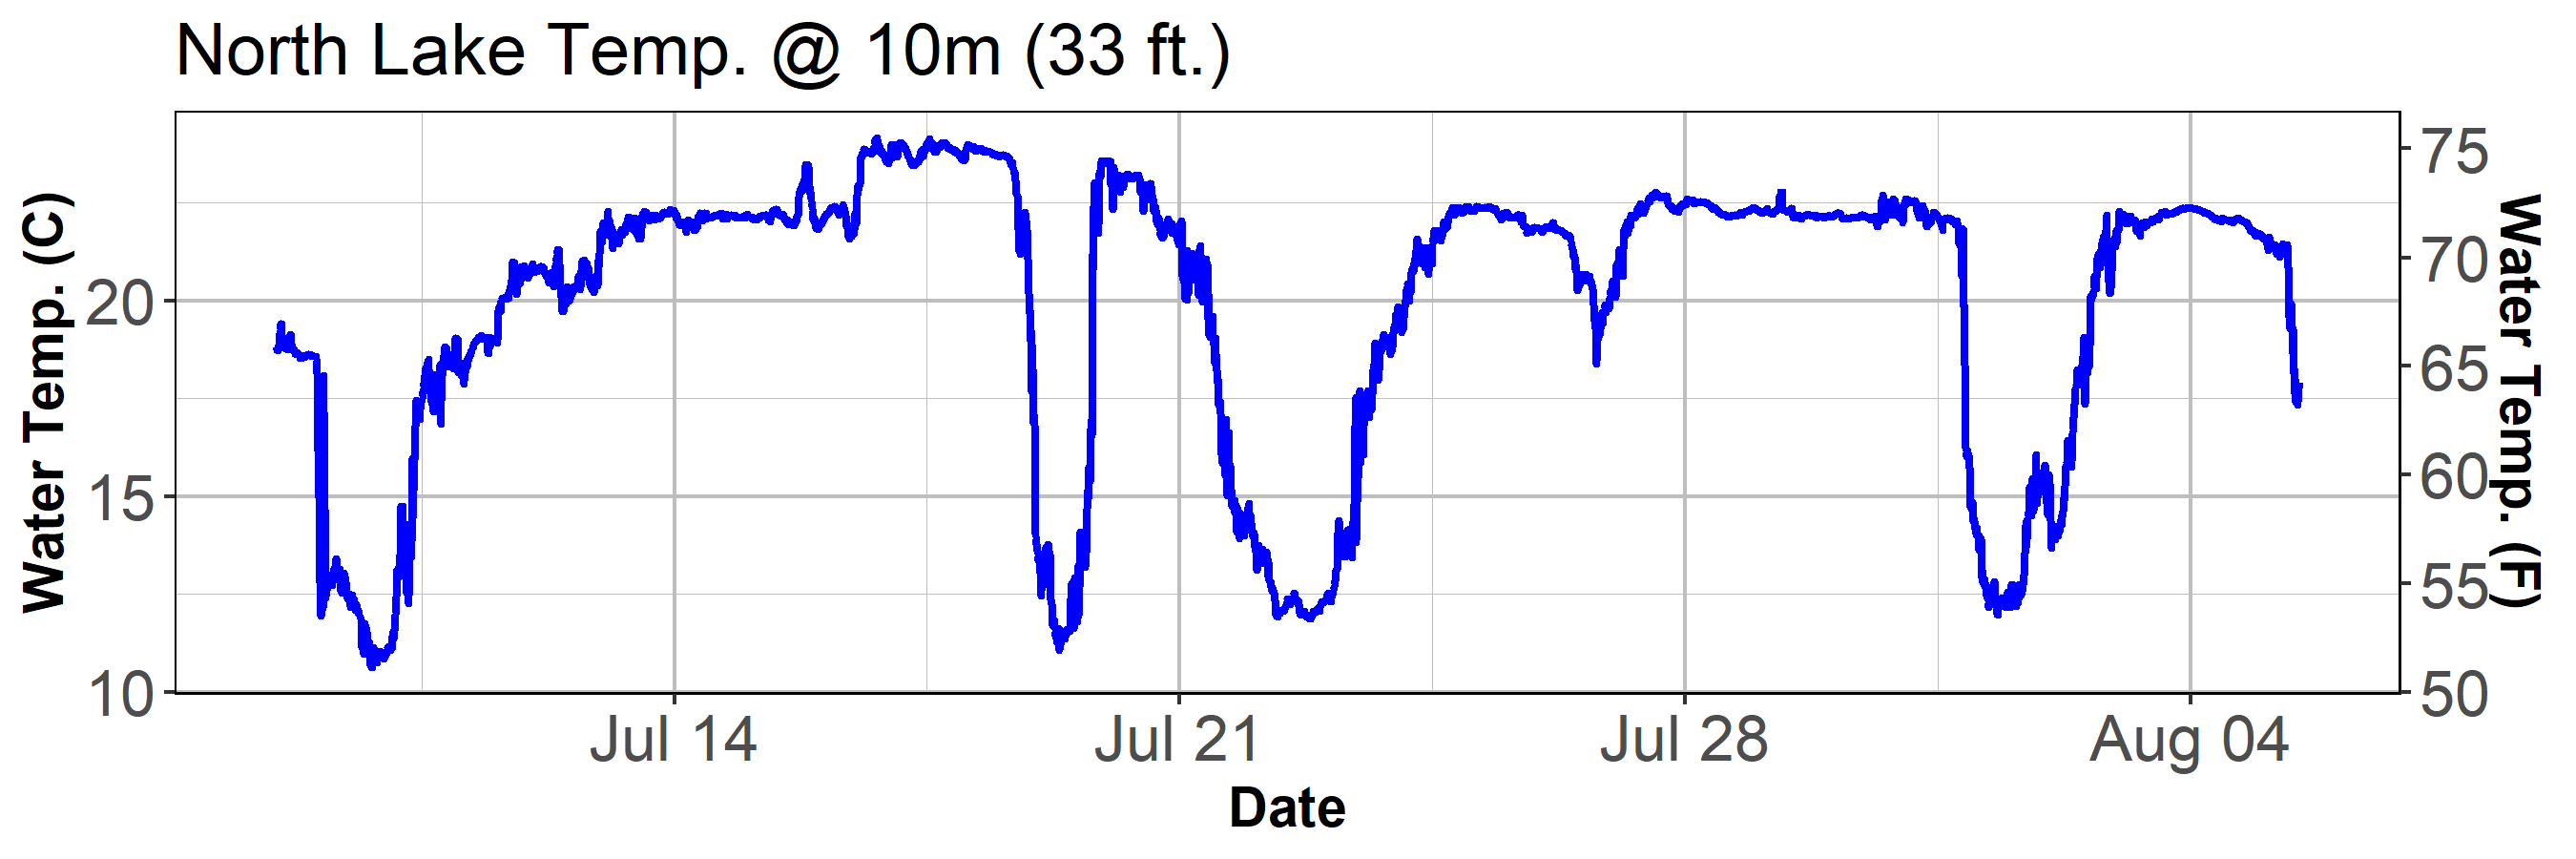 North Lake Temp. @ 10m (33 ft.)
Water Temp. (C)
20
15
10
75
70
65
60
55
50
Water Temp. (F)
Jul 14
Jul 21
Jul 28
Aug 04
Date